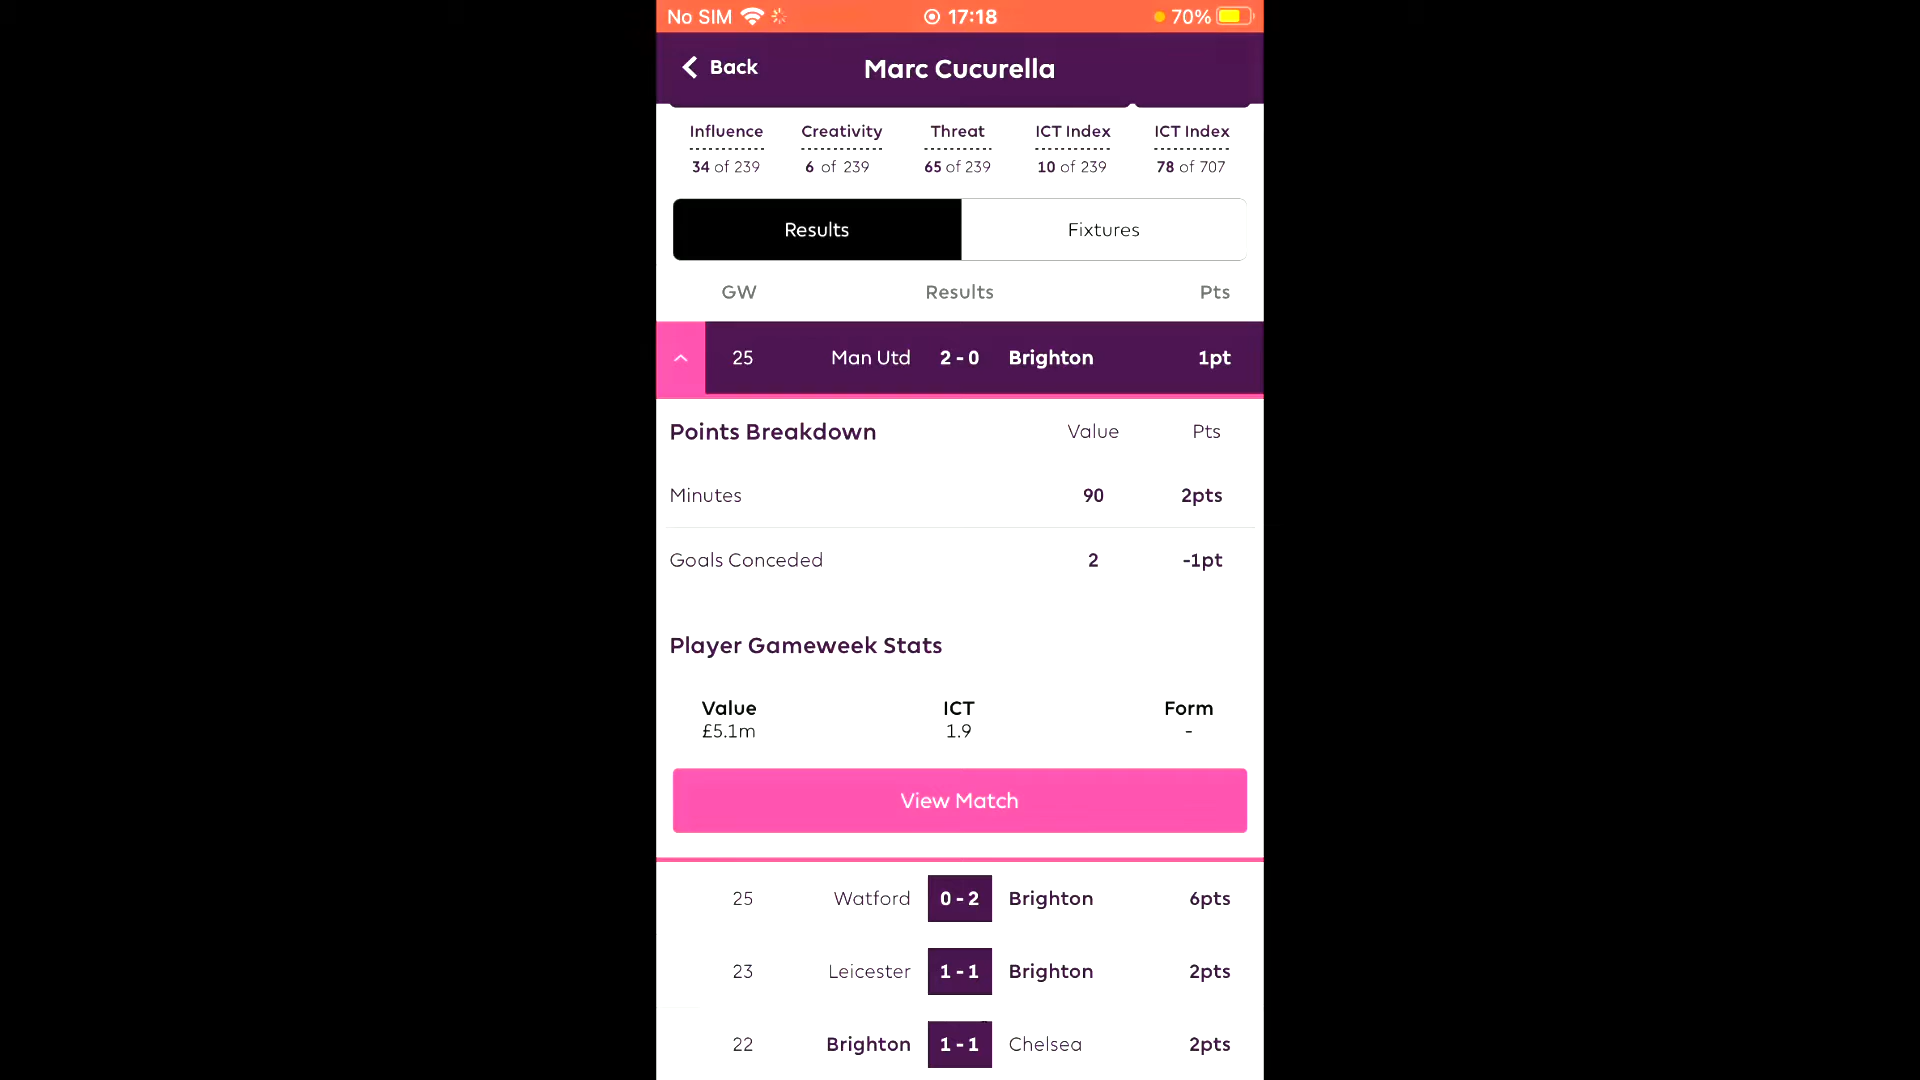 No SIM 17:18 70%
Back Marc Cucurella
Influence Creativity Threat ICT Index ICT Index
34 of 239 6 of 239 65 of 239 10 of 239 78 of 707
Results Fixtures
GW Results Pts
25 Man Utd 2 - 0 Brighton 1pt
Points Breakdown Value Pts
Minutes 90 2pts
Goals Conceded 2 -1pt
Player Gameweek Stats
Value ICT Form
£5.1m 1.9 -
View Match
25 Watford 0 - 2 Brighton 6pts
23 Leicester 1 - 1 Brighton 2pts
22 Brighton 1 - 1 Chelsea 2pts